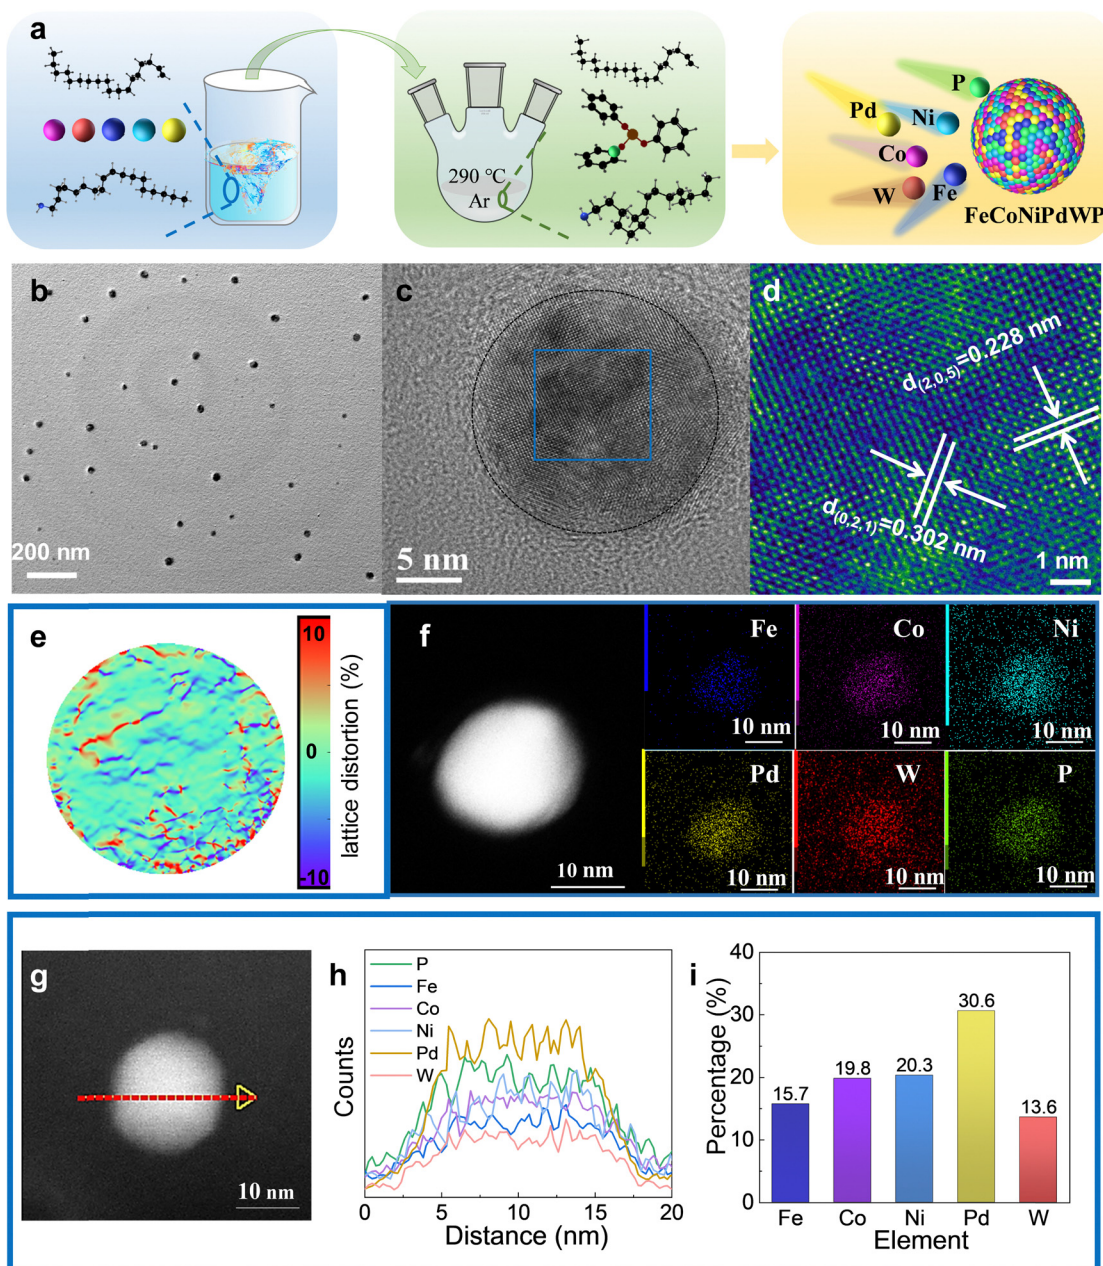 a
290 ℃
Ar
P
Pd
Ni
Co
W
Fe
FeCoNiPdWP
b
200 nm
c
5 nm
d
d(2,0,5)=0.228 nm
d(0,2,1)=0.302 nm
1 nm
e
10
0
-10
lattice distortion (%)
f
10 nm
Fe
10 nm
Co
10 nm
Ni
10 nm
Pd
10 nm
W
10 nm
P
10 nm
g
10 nm
h
P
Fe
Co
Ni
Pd
W
Counts
0 5 10 15 20
Distance (nm)
i
Percentage (%)
40
30
20
10
0
15.7
19.8
20.3
30.6
13.6
Fe Co Ni Pd W
Element